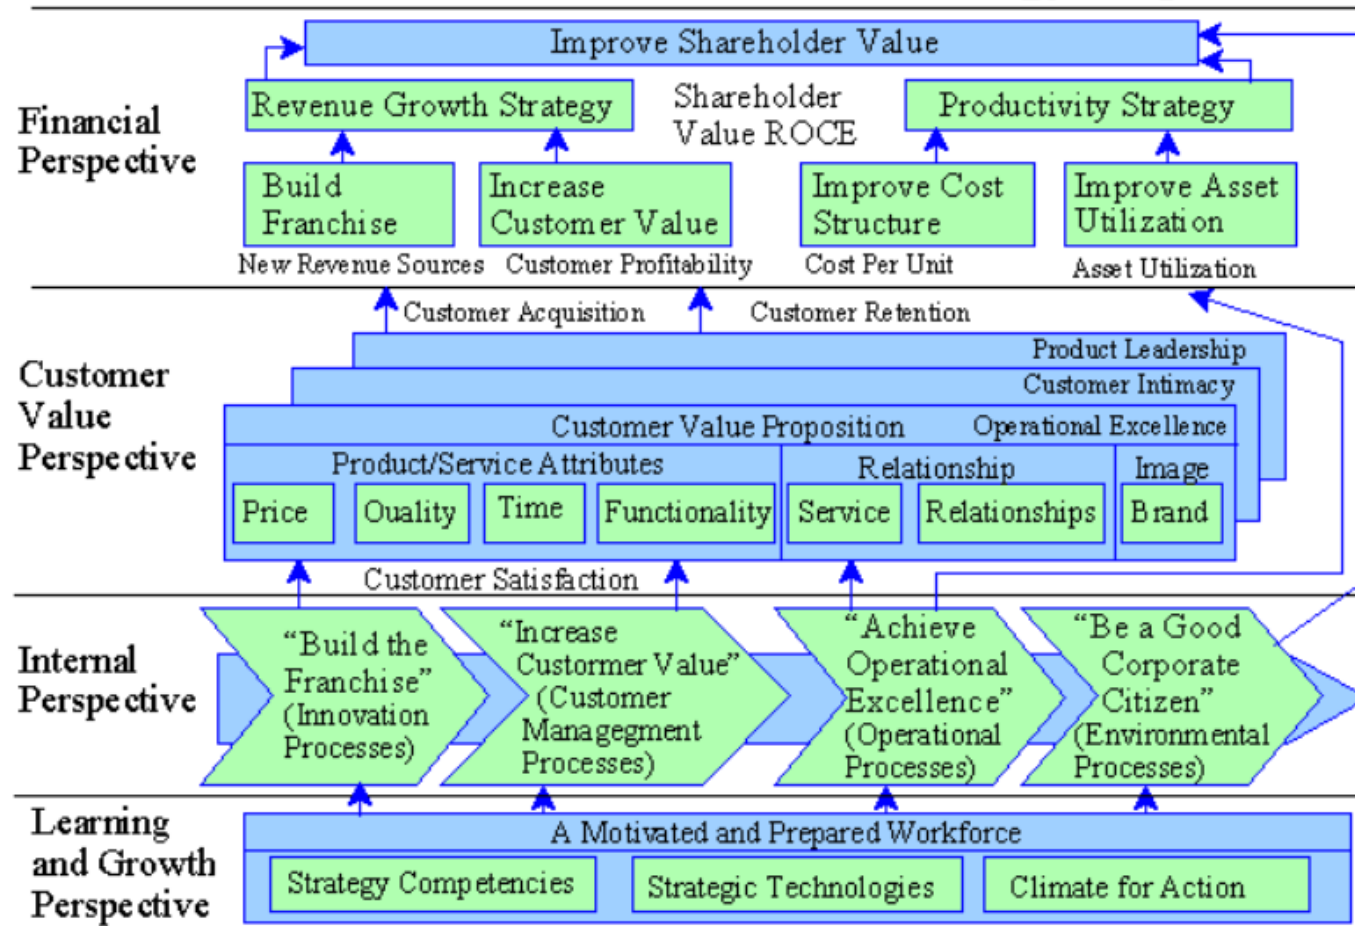 Improve Shareholder Value
Financial
Perspective
Revenue Growth Strategy
Shareholder
Value ROCE
Productivity Strategy
Build
Franchise
Increase
Customer Value
Improve Cost
Structure
Improve Asset
Utilization
New Revenue Sources
Customer Profitability
Cost Per Unit
Asset Utilization
Customer
Value
Perspective
Customer Acquisition
Customer Retention
Product Leadership
Customer Intimacy
Customer Value Proposition
Operational Excellence
Product/Service Attributes
Relationship
Image
Price
Ouality
Time
Functionality
Service
Relationships
Brand
Customer Satisfaction
Internal
Perspective
“Build the
Franchise”
(Innovation
Processes)
“Increase
Custormer Value”
(Customer
Managegment
Processes)
“Achieve
Operational
Excellence”
(Operational
Processes)
“Be a Good
Corporate
Citizen”
(Environmental
Processes)
Learning
and Growth
Perspective
A Motivated and Prepared Workforce
Strategy Competencies
Strategic Technologies
Climate for Action